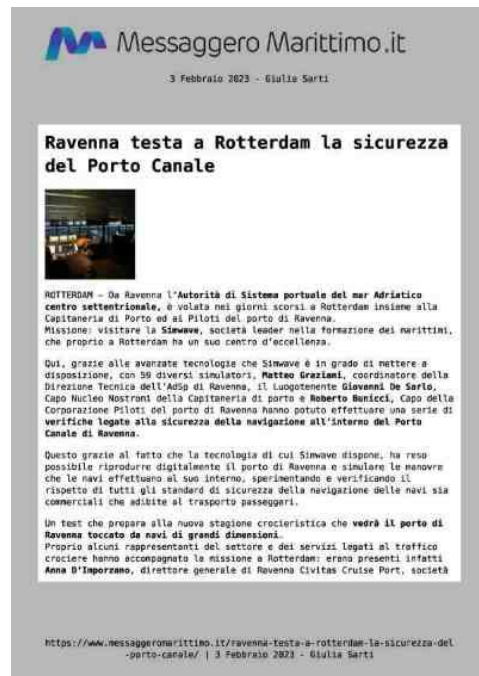 Messaggero Marittimo.it
3 Febbraio 2023 - Giulia Sarti
Ravenna testa a Rotterdam la sicurezza
del Porto Canale
ROTTERDAM – Da Ravenna l'Autorità di Sistema portuale del mar Adriatico
centro settentrionale, è volata nei giorni scorsi a Rotterdam insieme alla
Capitaneria di Porto ed ai Piloti del porto di Ravenna.
Missione: visitare la Simwave, società leader nella formazione dei marittimi,
che proprio a Rotterdam ha un suo centro d'eccellenza.
Qui, grazie alle avanzate tecnologie che Simwave è in grado di mettere a
disposizione, con 59 diversi simulatori, Matteo Graziani, coordinatore della
Direzione Tecnica dell'AdSp di Ravenna, il Luogotenente Giovanni De Sarlo,
Capo Nucleo Nostromi della Capitaneria di porto e Roberto Bunicci, Capo della
Corporazione Piloti del porto di Ravenna hanno potuto effettuare una serie di
verifiche legate alla sicurezza della navigazione all'interno del Porto
Canale di Ravenna.
Questo grazie al fatto che la tecnologia di cui Simwave dispone, ha reso
possibile riprodurre digitalmente il porto di Ravenna e simulare le manovre
che le navi effettuano al suo interno, sperimentando e verificando il
rispetto di tutti gli standard di sicurezza della navigazione delle navi sia
commerciali che adibite al trasporto passeggeri.
Un test che prepara alla nuova stagione crocieristica che vedrà il porto di
Ravenna toccato da navi di grandi dimensioni.
Proprio alcuni rappresentanti del settore e dei servizi legati al traffico
crociere hanno accompagnato la missione a Rotterdam: erano presenti infatti
Anna D'Imporzano, direttore generale di Ravenna Civitas Cruise Port, società
https://www.messaggeromarittimo.it/ravenna-testa-a-rotterdam-la-sicurezza-del
-porto-canale/ | 3 Febbraio 2023 - Giulia Sarti